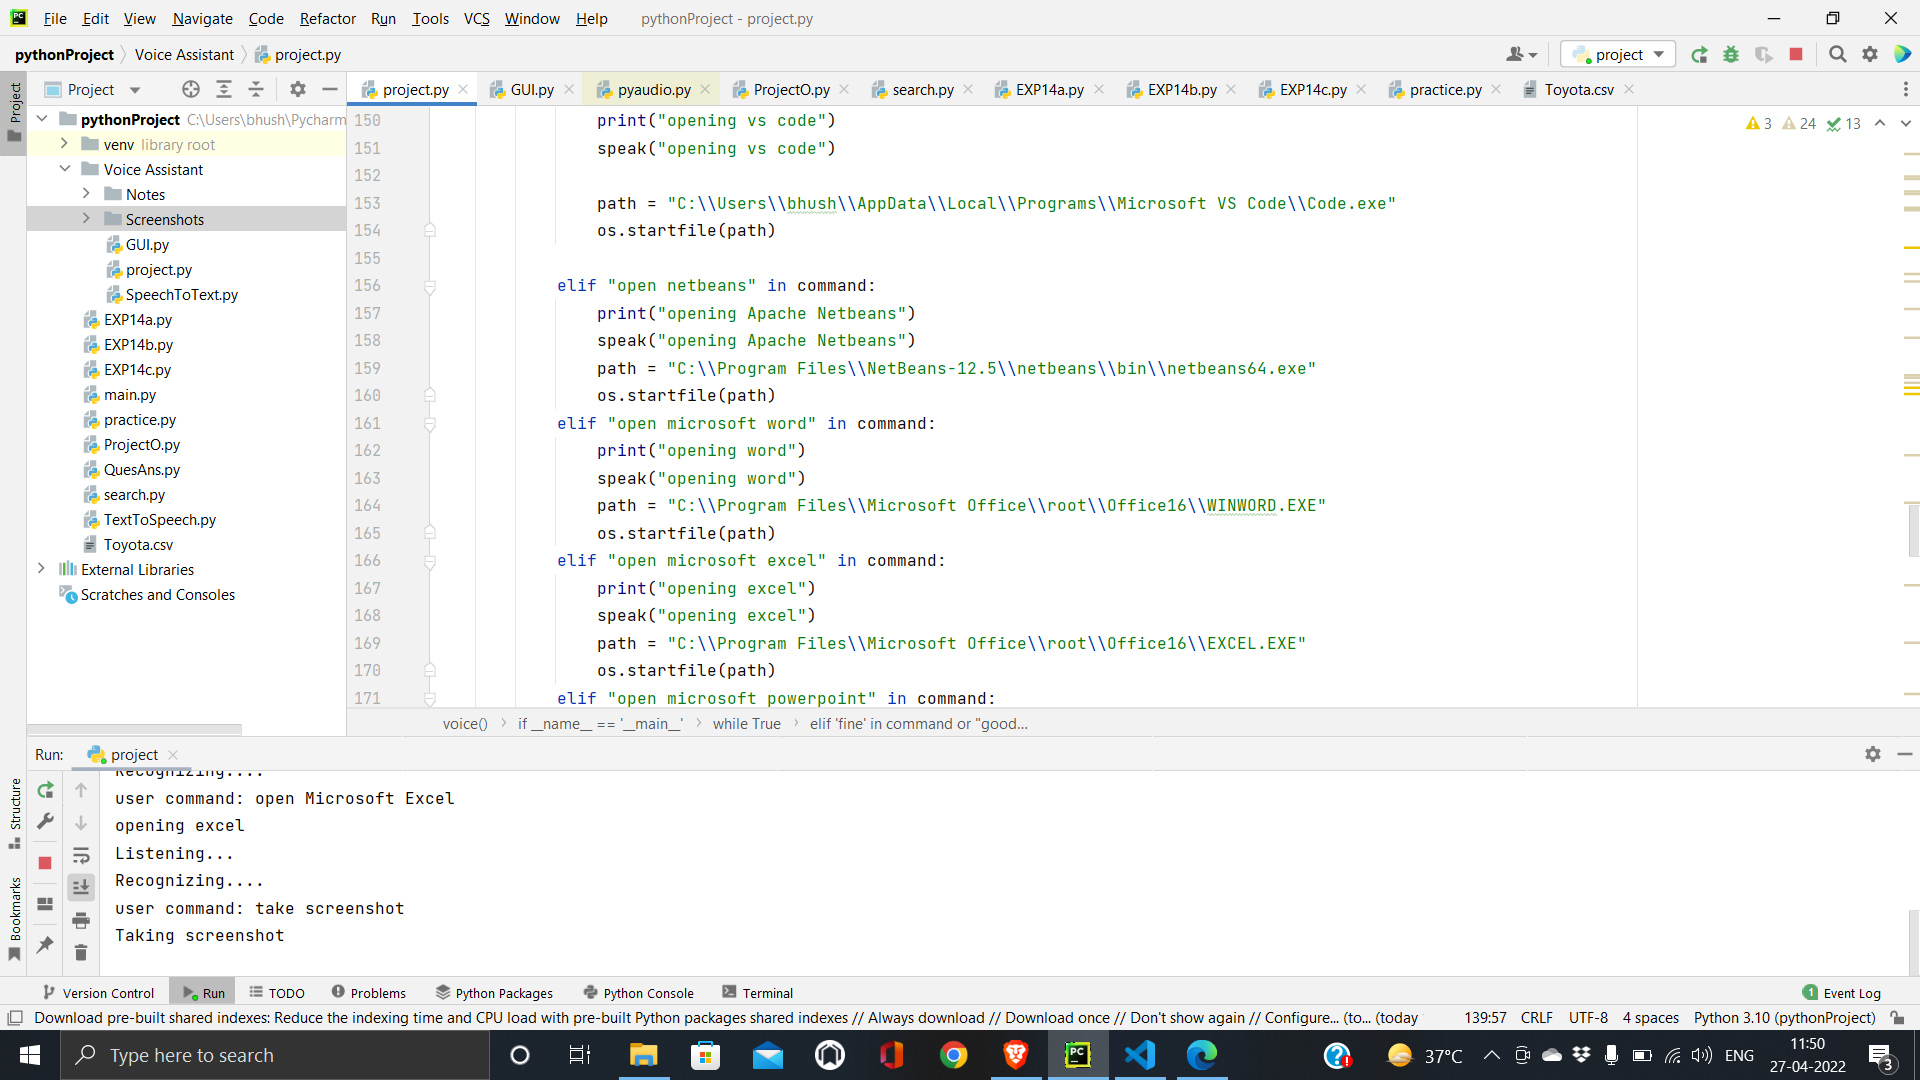 File Edit View Navigate Code Refactor Run Tools VCS Window Help pythonProject - project.py
pythonProject Voice Assistant project.py
project
Project
project.py GUI.py pyaudio.py ProjectO.py search.py EXP14a.py EXP14b.py EXP14c.py practice.py Toyota.csv
Project
Structure
Bookmarks
pythonProject C:\Users\bhush\Pycharm
venv library root
Voice Assistant
Notes
Screenshots
GUI.py
project.py
SpeechToText.py
EXP14a.py
EXP14b.py
EXP14c.py
main.py
practice.py
ProjectO.py
QuesAns.py
search.py
TextToSpeech.py
Toyota.csv
External Libraries
Scratches and Consoles
3 24 13
150 print("opening vs code")
151 speak("opening vs code")
152
153 path = "C:\\Users\\bhush\\AppData\\Local\\Programs\\Microsoft VS Code\\Code.exe"
154 os.startfile(path)
155
156 elif "open netbeans" in command:
157 print("opening Apache Netbeans")
158 speak("opening Apache Netbeans")
159 path = "C:\\Program Files\\NetBeans-12.5\\netbeans\\bin\\netbeans64.exe"
160 os.startfile(path)
161 elif "open microsoft word" in command:
162 print("opening word")
163 speak("opening word")
164 path = "C:\\Program Files\\Microsoft Office\\root\\Office16\\WINWORD.EXE"
165 os.startfile(path)
166 elif "open microsoft excel" in command:
167 print("opening excel")
168 speak("opening excel")
169 path = "C:\\Program Files\\Microsoft Office\\root\\Office16\\EXCEL.EXE"
170 os.startfile(path)
171 elif "open microsoft powerpoint" in command:
voice() if __name__ == '__main__' while True elif 'fine' in command or "good...
Run: project
Recognizing....
user command: open Microsoft Excel
opening excel
Listening...
Recognizing....
user command: take screenshot
Taking screenshot
Version Control Run TODO Problems Python Packages Python Console Terminal 1 Event Log
Download pre-built shared indexes: Reduce the indexing time and CPU load with pre-built Python packages shared indexes // Always download // Download once // Don't show again // Configure... (to... (today 139:57 CRLF UTF-8 4 spaces Python 3.10 (pythonProject)
Type here to search
PC
37°C
ENG
11:50
27-04-2022
3